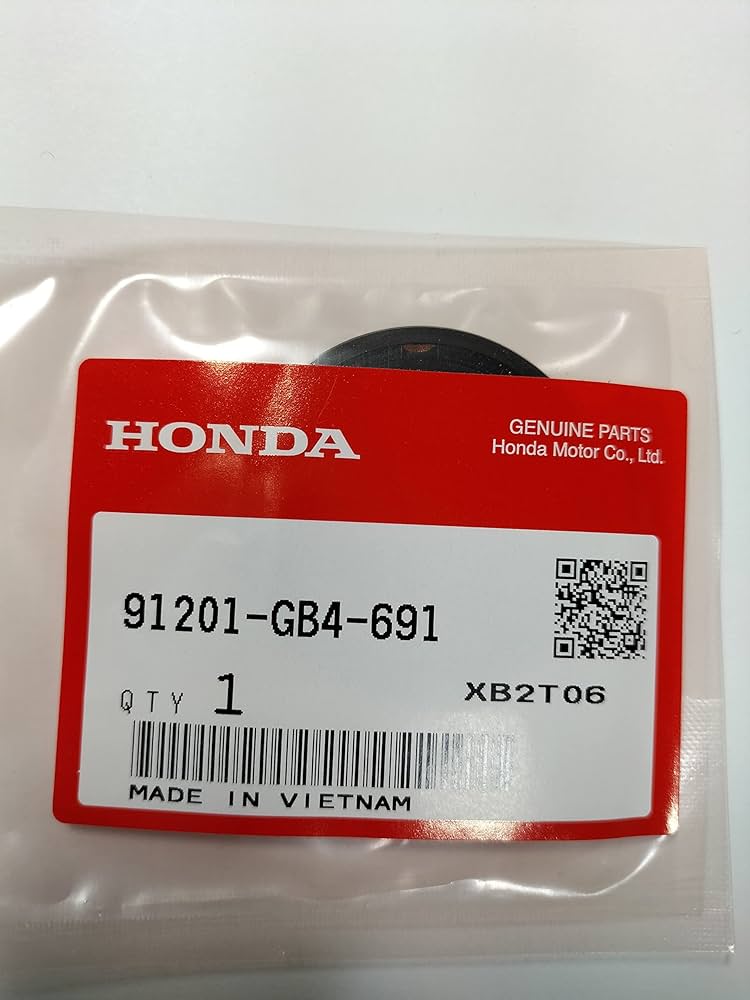 HONDA
GENUINE PARTS
Honda Motor Co., Ltd.
91201-GB4-691
QTY 1
XB2T06
MADE IN VIETNAM